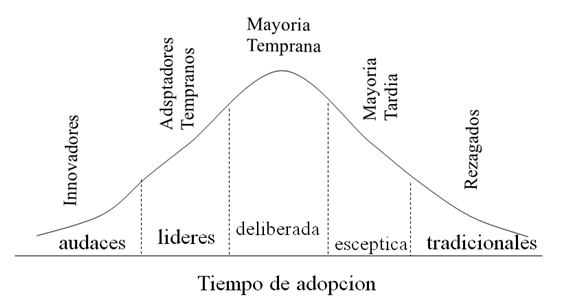 Mayoria
Temprana
Adsptadores
Tempranos
Mayoria
Tardia
Innovadores
Rezagados
audaces
lideres
deliberada
esceptica
tradicionales
Tiempo de adopcion